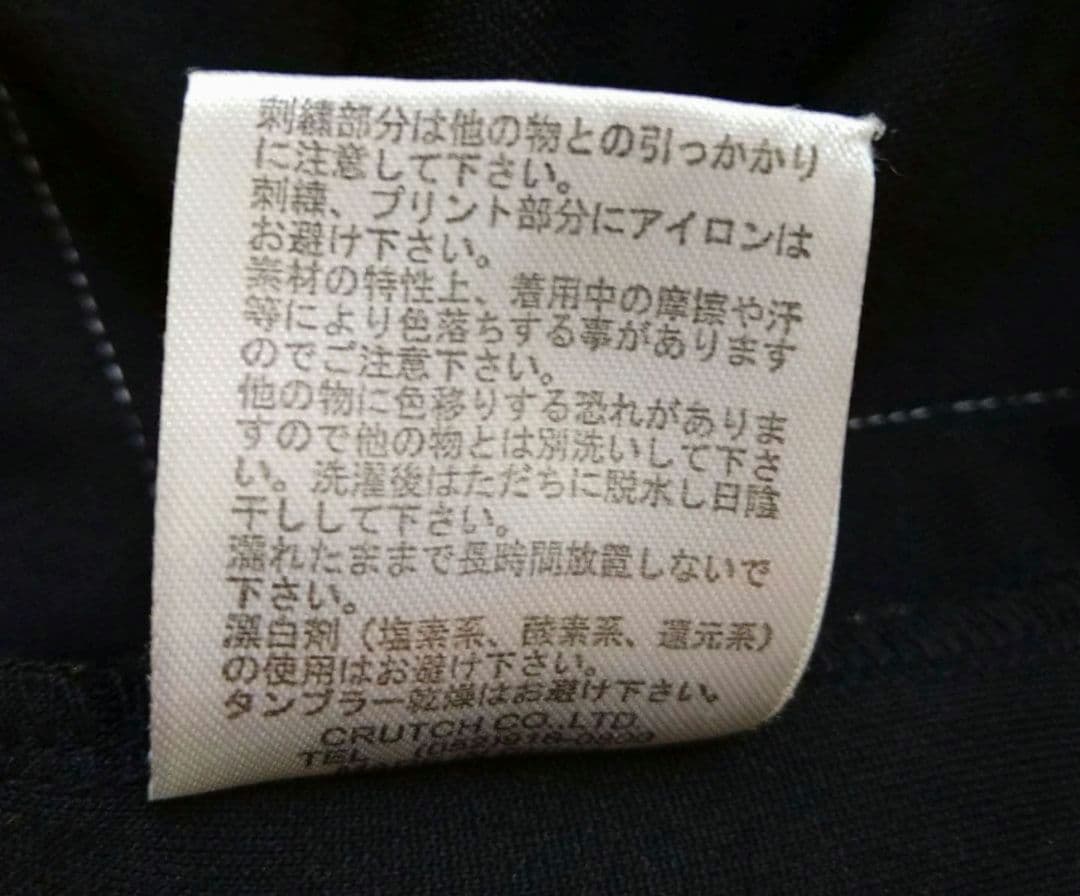 刺繍部分は他の物との引っかかり
に注意して下さい。
刺繍、プリント部分にアイロンは
お避け下さい。
素材の特性上、着用中の摩擦や汗
等により色落ちする事があります
のでご注意下さい。
他の物に色移りする恐れがありま
すので他の物とは別洗いして下さ
い。洗濯後はただちに脱水し日陰
干しして下さい。
濡れたままで長時間放置しないで
下さい。
漂白剤（塩素系、酸素系、還元系）
の使用はお避け下さい。
タンブラー乾燥はお避け下さい。
CRUTCH CO.,LTD.
TEL